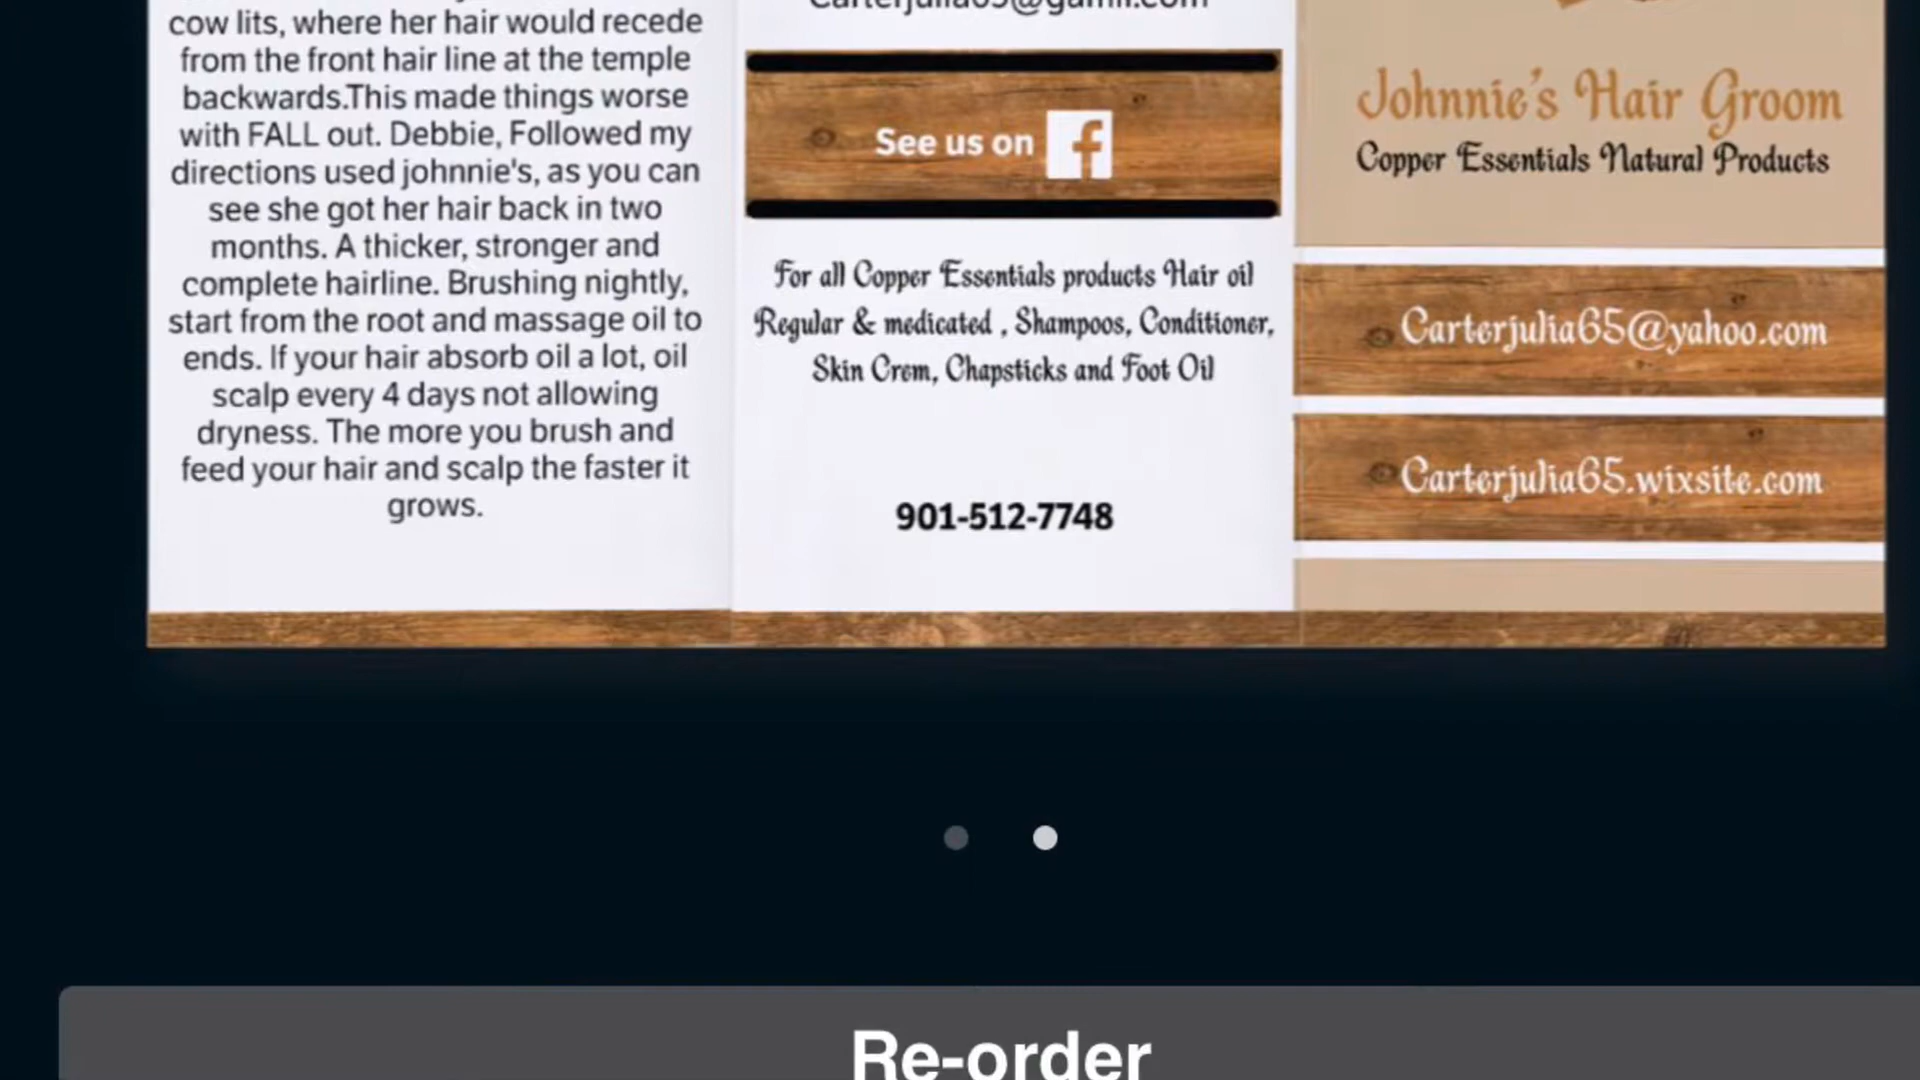 cow lits, where her hair would recede
from the front hair line at the temple
backwards.This made things worse
with FALL out. Debbie, Followed my
directions used johnnie's, as you can
see she got her hair back in two
months. A thicker, stronger and
complete hairline. Brushing nightly,
start from the root and massage oil to
ends. If your hair absorb oil a lot, oil
scalp every 4 days not allowing
dryness. The more you brush and
feed your hair and scalp the faster it
grows.
Carterjulia65@gamil.com
See us on f
For all Copper Essentials products Hair oil
Regular & medicated , Shampoos, Conditioner,
Skin Crem, Chapsticks and Foot Oil
901-512-7748
Johnnie's Hair Groom
Copper Essentials Natural Products
Carterjulia65@yahoo.com
Carterjulia65.wixsite.com
Re-order